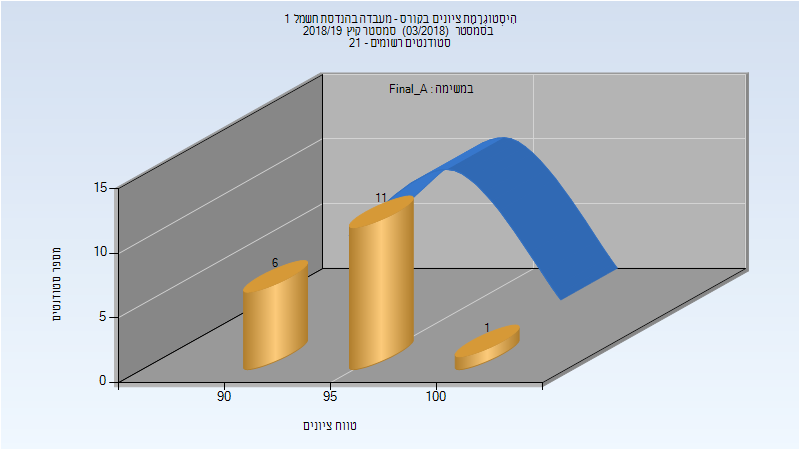 היסטוגרמת ציונים בקורס - מעבדה בהנדסת חשמל 1
בסמסטר (03/2018) סמסטר קיץ 2018/19
סטודנטים רשומים - 21
במשימה : Final_A
15
10
5
0
מספר סטודנטים
6
11
1
90
95
100
טווח ציונים